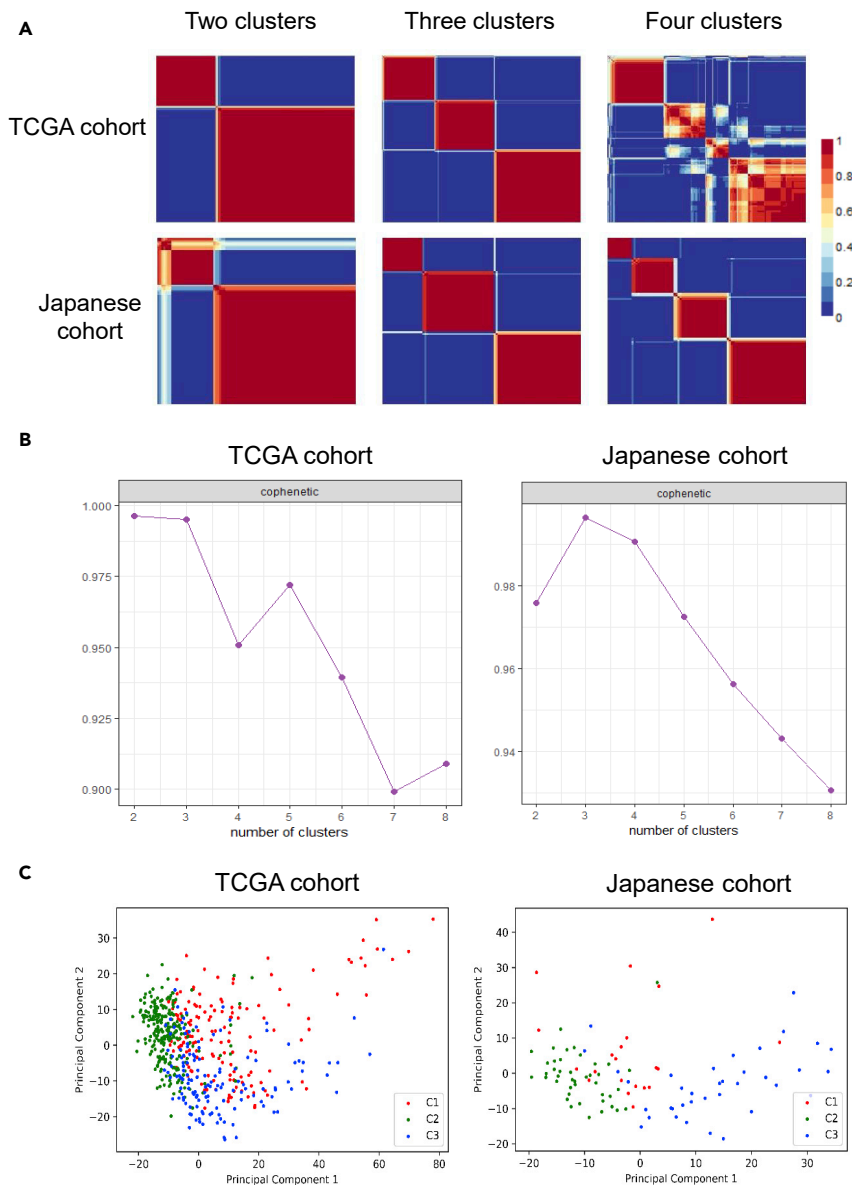 A
Two clusters
Three clusters
Four clusters
TCGA cohort
1
0.8
0.6
0.4
0.2
0
Japanese
cohort
B
TCGA cohort
Japanese cohort
cophenetic
1.000
0.975
0.950
0.925
0.900
2
3
4
5
6
7
8
number of clusters
cophenetic
0.98
0.96
0.94
2
3
4
5
6
7
8
number of clusters
C
TCGA cohort
Japanese cohort
Principal Component 2
30
20
10
0
−10
−20
C1
C2
C3
−20
0
20
40
60
80
Principal Component 1
Principal Component 2
40
30
20
10
0
−10
−20
C1
C2
C3
−20
−10
0
10
20
30
Principal Component 1